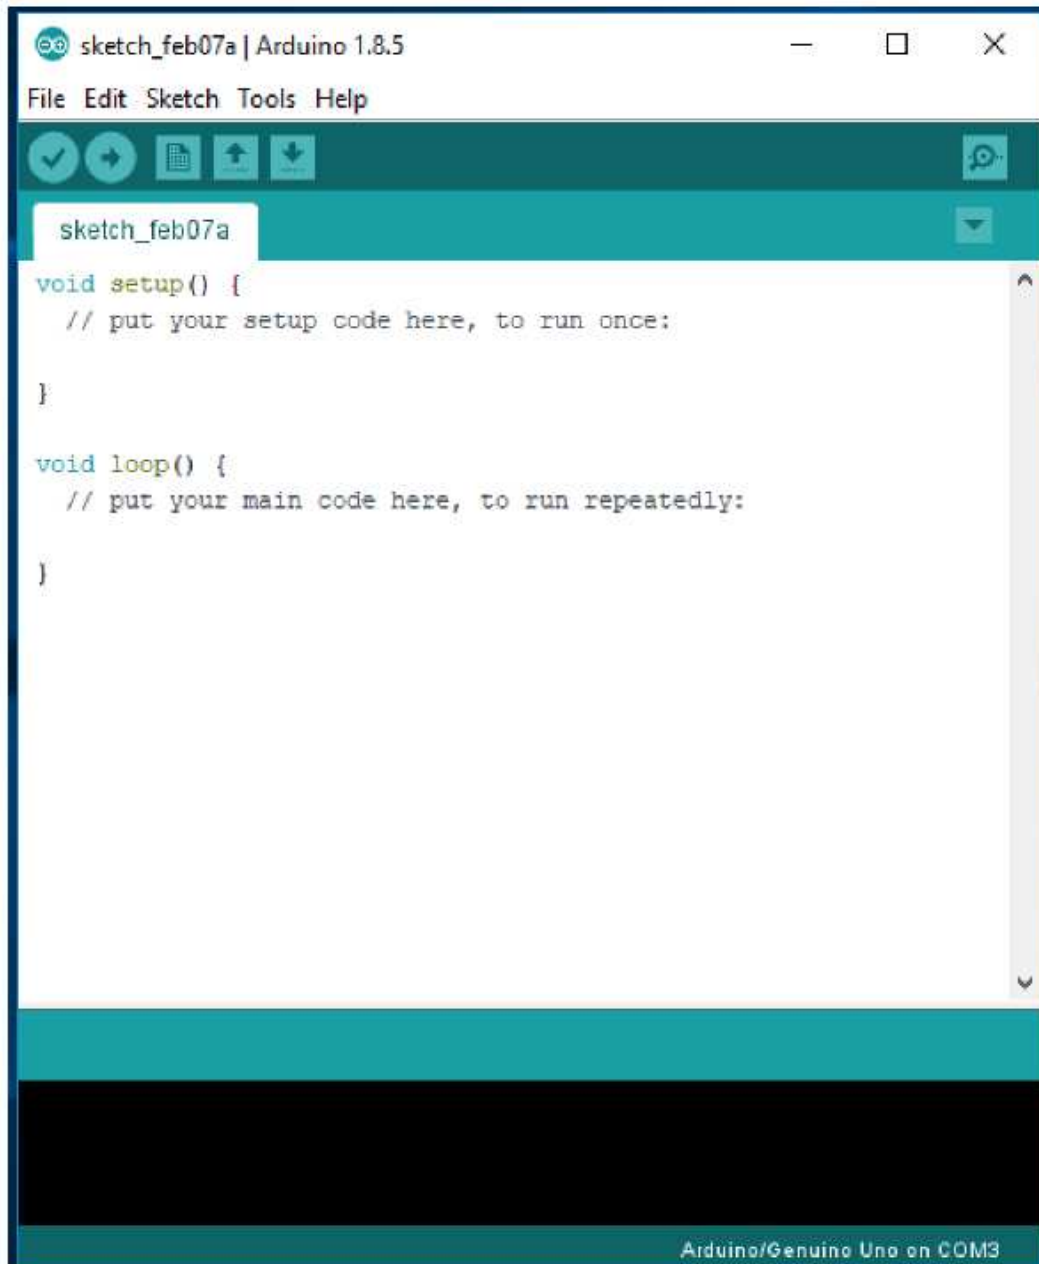 sketch_feb07a | Arduino 1.8.5
File Edit Sketch Tools Help
sketch_feb07a
void setup() {
  // put your setup code here, to run once:
}
void loop() {
  // put your main code here, to run repeatedly:
}
Arduino/Genuino Uno on COM3